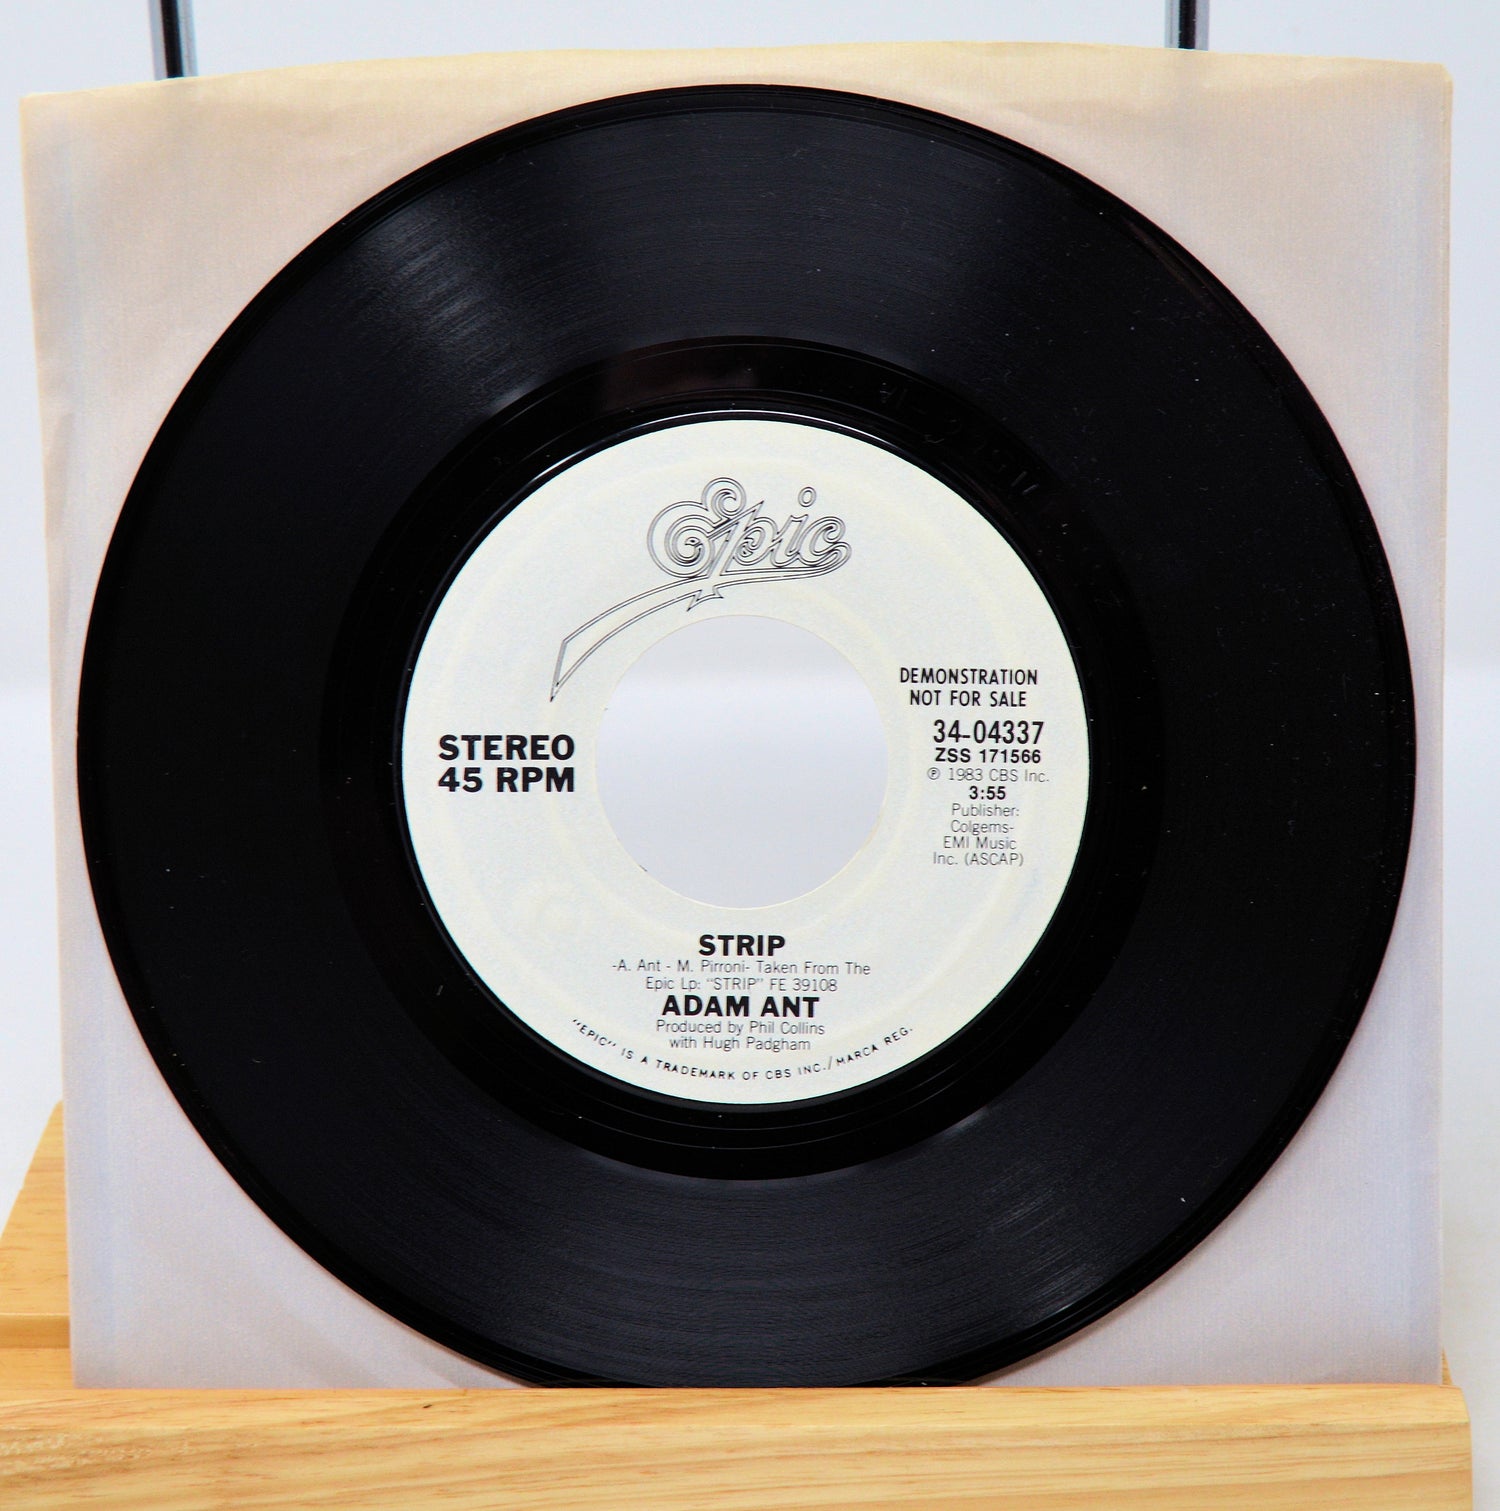 Epic
DEMONSTRATION
NOT FOR SALE
STEREO
45 RPM
34-04337
ZSS 171566
℗ 1983 CBS Inc.
3:55
Publisher:
Colgems-
EMI Music
Inc. (ASCAP)
STRIP
-A. Ant - M. Pirroni- Taken From The
Epic Lp: "STRIP" FE 39108
ADAM ANT
Produced by Phil Collins
with Hugh Padgham
"EPIC" IS A TRADEMARK OF CBS INC./MARCA REG.